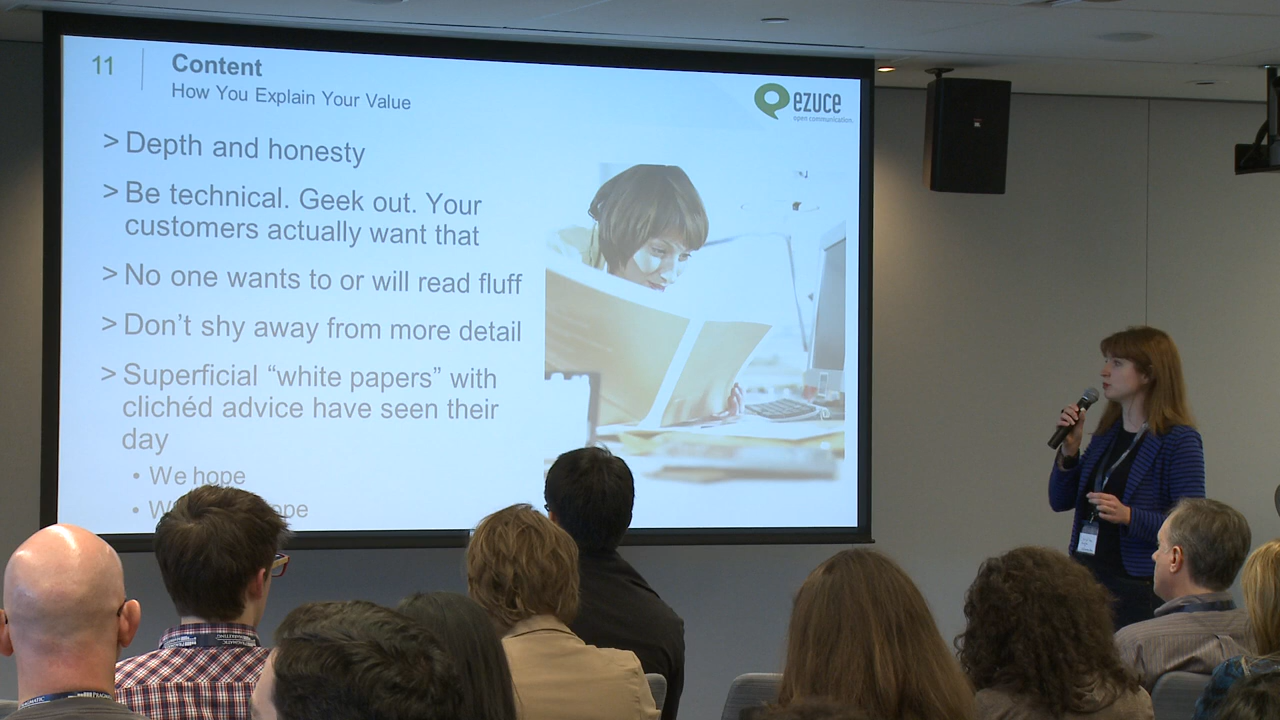 11
Content
How You Explain Your Value
ezuce
open communication.
> Depth and honesty
> Be technical. Geek out. Your
customers actually want that
> No one wants to or will read fluff
> Don't shy away from more detail
> Superficial “white papers” with
clichéd advice have seen their
day
• We hope